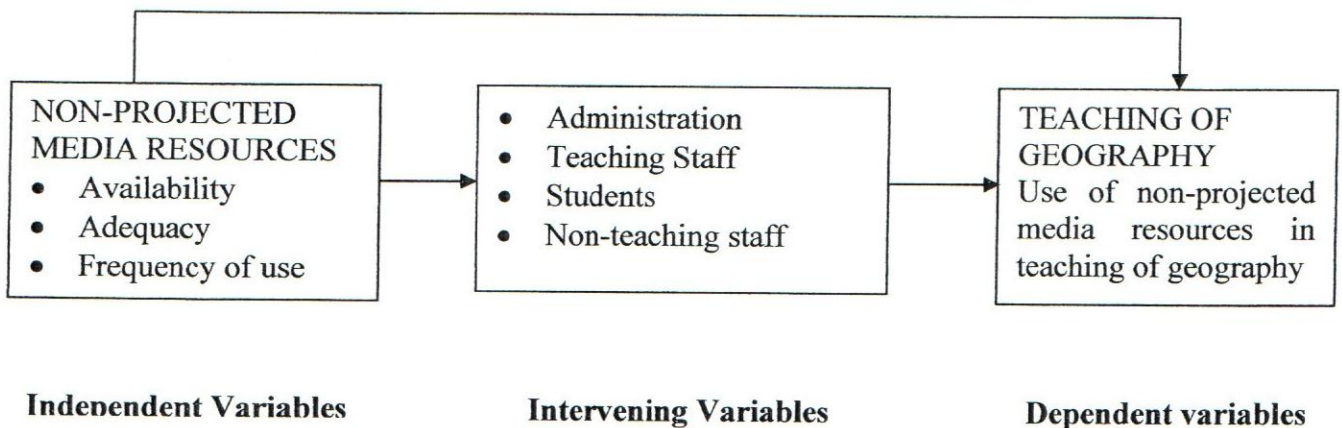 NON-PROJECTED
MEDIA RESOURCES
• Availability
• Adequacy
• Frequency of use
• Administration
• Teaching Staff
• Students
• Non-teaching staff
TEACHING OF
GEOGRAPHY
Use of non-projected
media resources in
teaching of geography
Independent Variables
Intervening Variables
Dependent variables